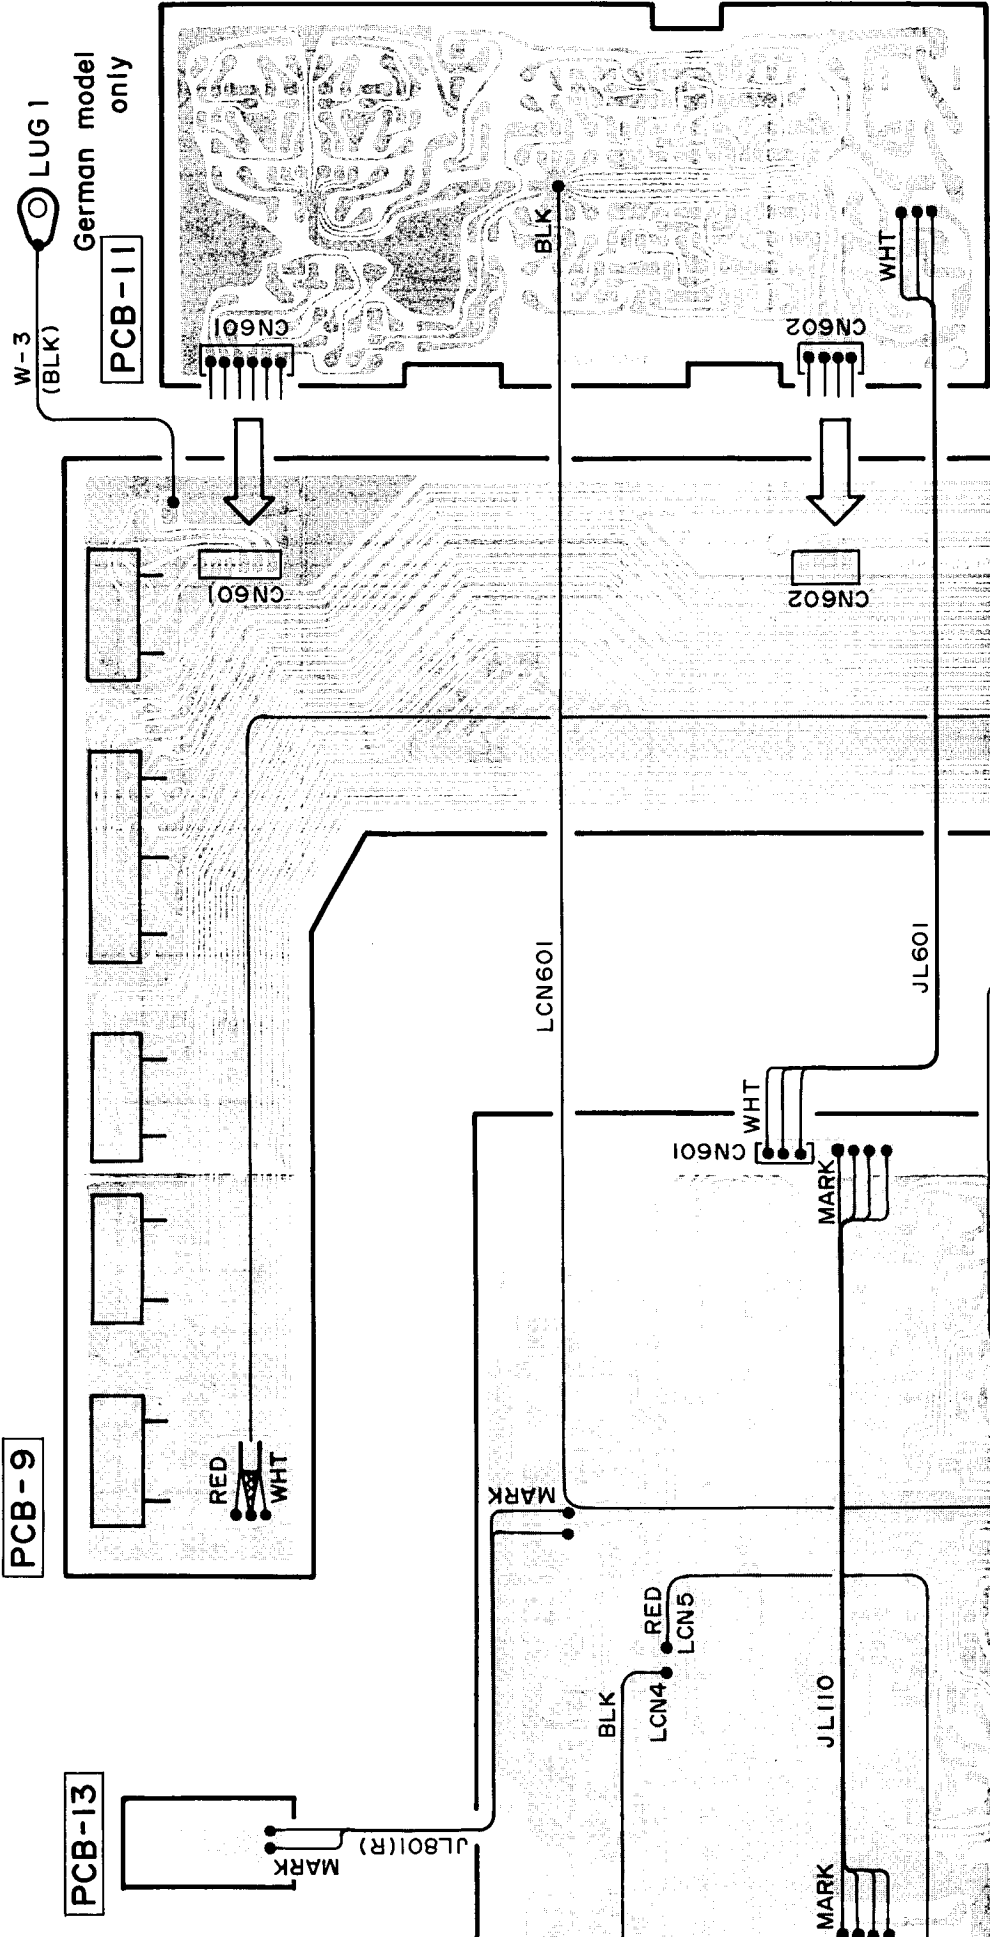 LUG 1
German model
only
W-3
(BLK)
PCB-11
CN601
BLK
WHT
CN602
CN601
CN602
LCN601
JL601
WHT
CN601
MARK
PCB-9
RED
WHT
MARK
RED
LCN5
BLK
LCN4
JL110
PCB-13
MARK
JL801(R)
MARK